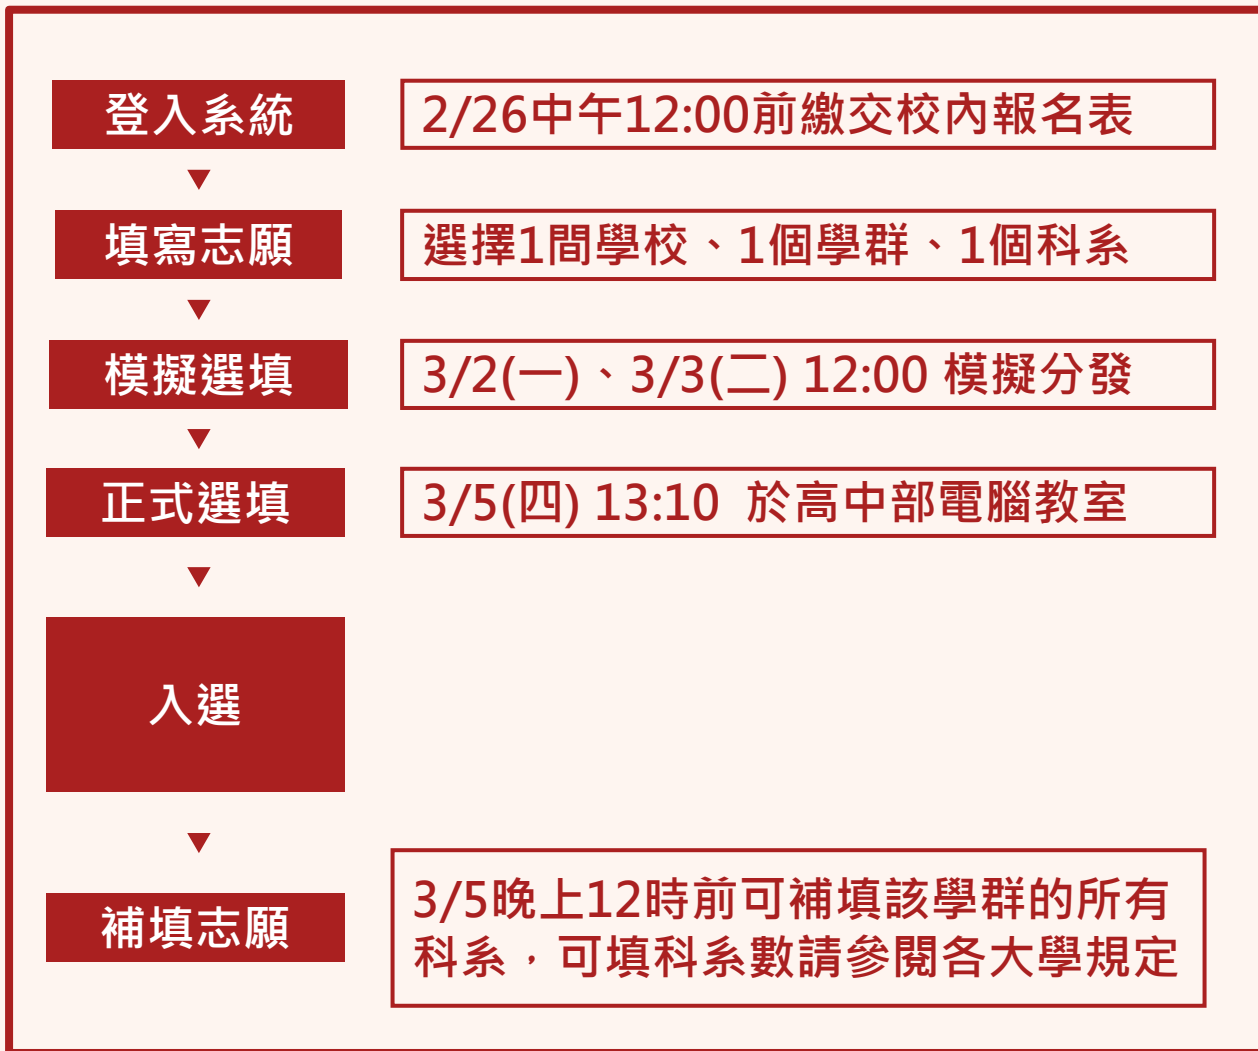 登入系統
2/26中午12:00前繳交校內報名表
填寫志願
選擇1間學校、1個學群、1個科系
模擬選填
3/2(一)、3/3(二) 12:00 模擬分發
正式選填
3/5(四) 13:10 於高中部電腦教室
入選
補填志願
3/5晚上12時前可補填該學群的所有
科系，可填科系數請參閱各大學規定